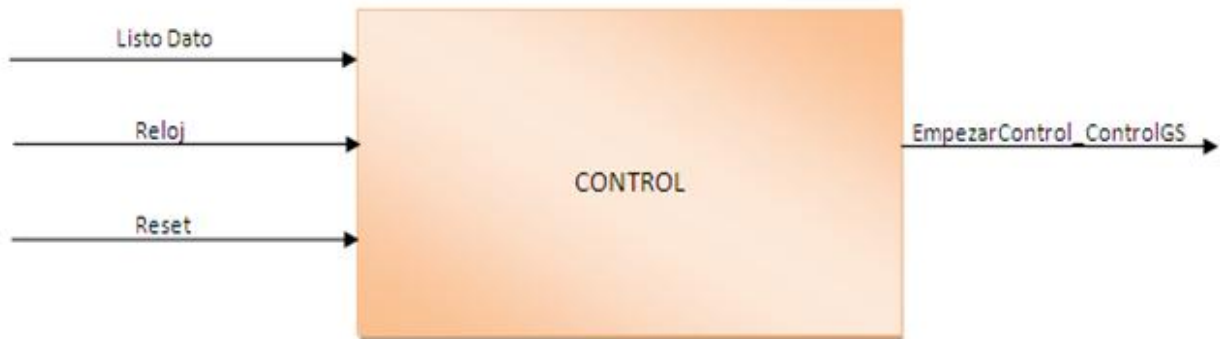 Listo Dato
Reloj
EmpezarControl_ControlGS
CONTROL
Reset